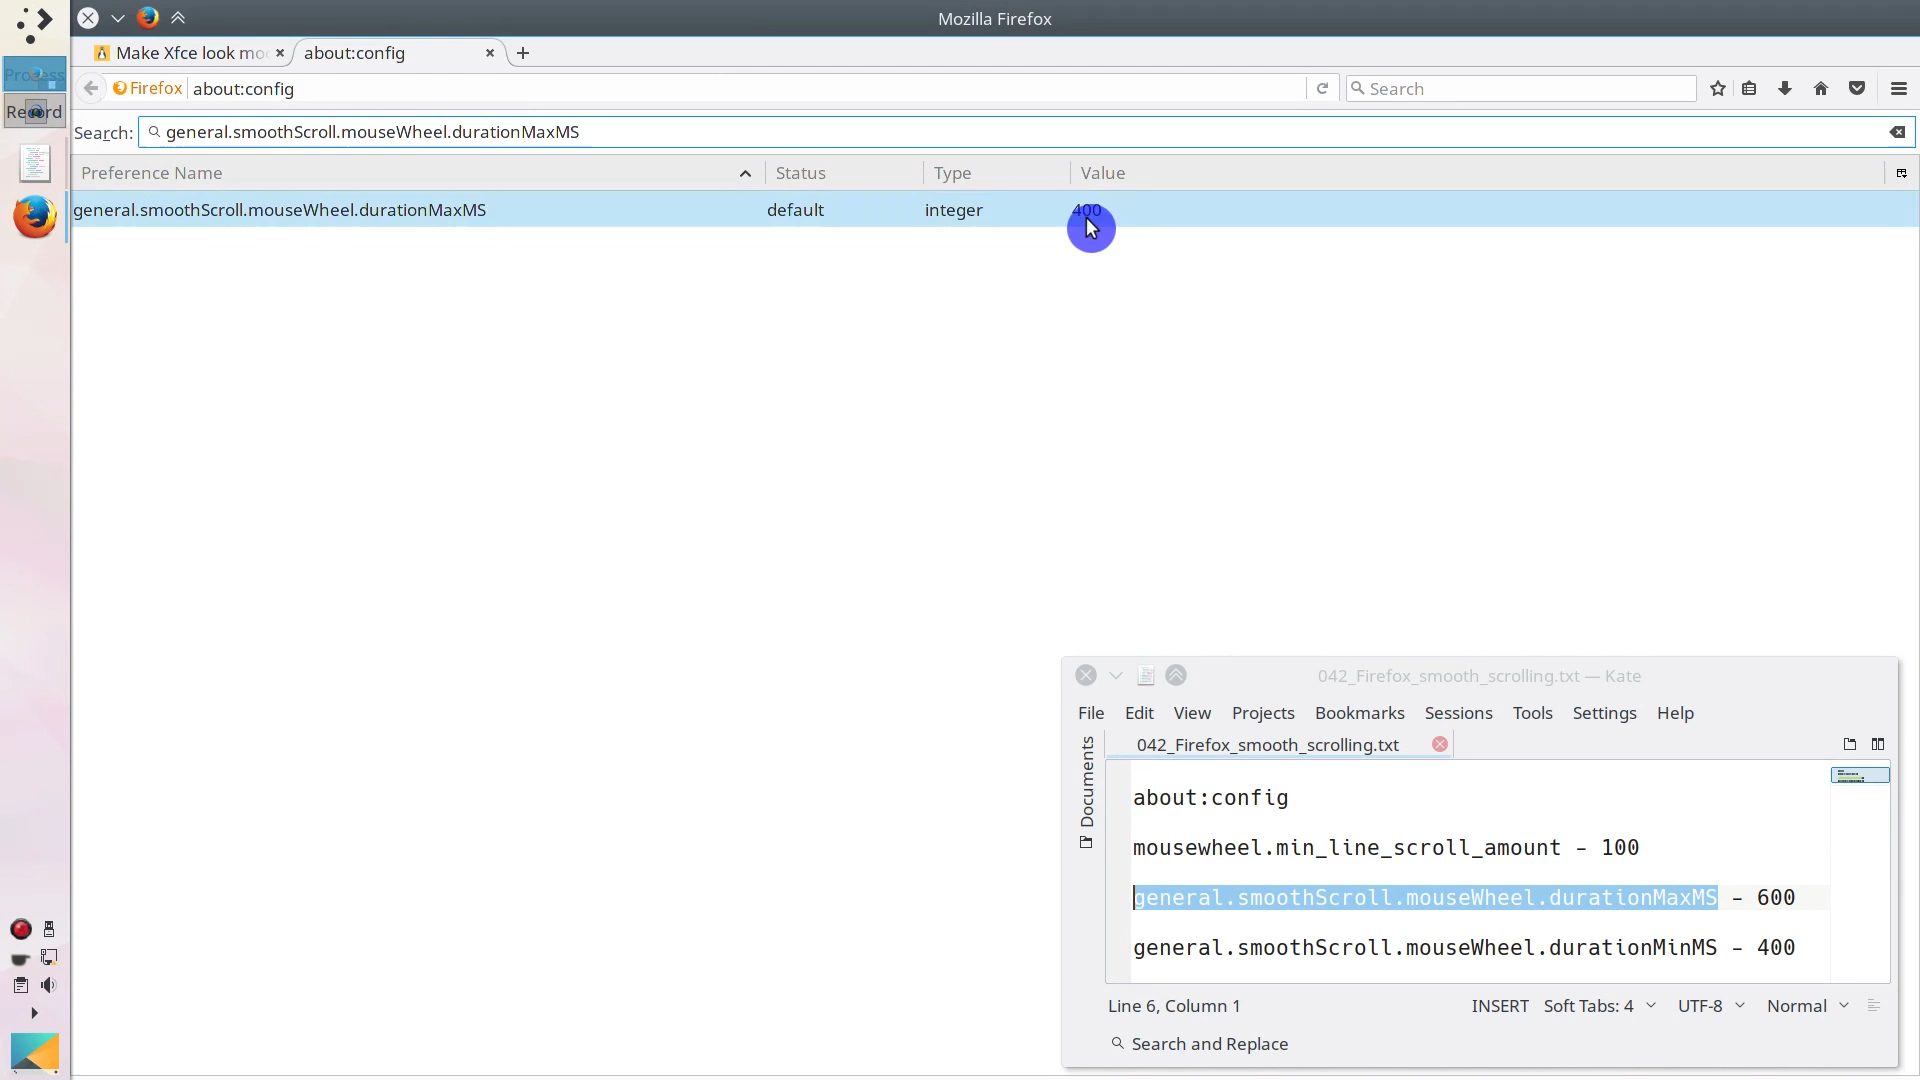 Mozilla Firefox
Make Xfce look mo
about:config
Process
Firefox
about:config
Search
Record
Search:
general.smoothScroll.mouseWheel.durationMaxMS
Preference Name
Status
Type
Value
general.smoothScroll.mouseWheel.durationMaxMS
default
integer
400
042_Firefox_smooth_scrolling.txt — Kate
File Edit View Projects Bookmarks Sessions Tools Settings Help
Documents
042_Firefox_smooth_scrolling.txt
about:config
mousewheel.min_line_scroll_amount - 100
general.smoothScroll.mouseWheel.durationMaxMS - 600
general.smoothScroll.mouseWheel.durationMinMS - 400
Line 6, Column 1
INSERT
Soft Tabs: 4
UTF-8
Normal
Search and Replace